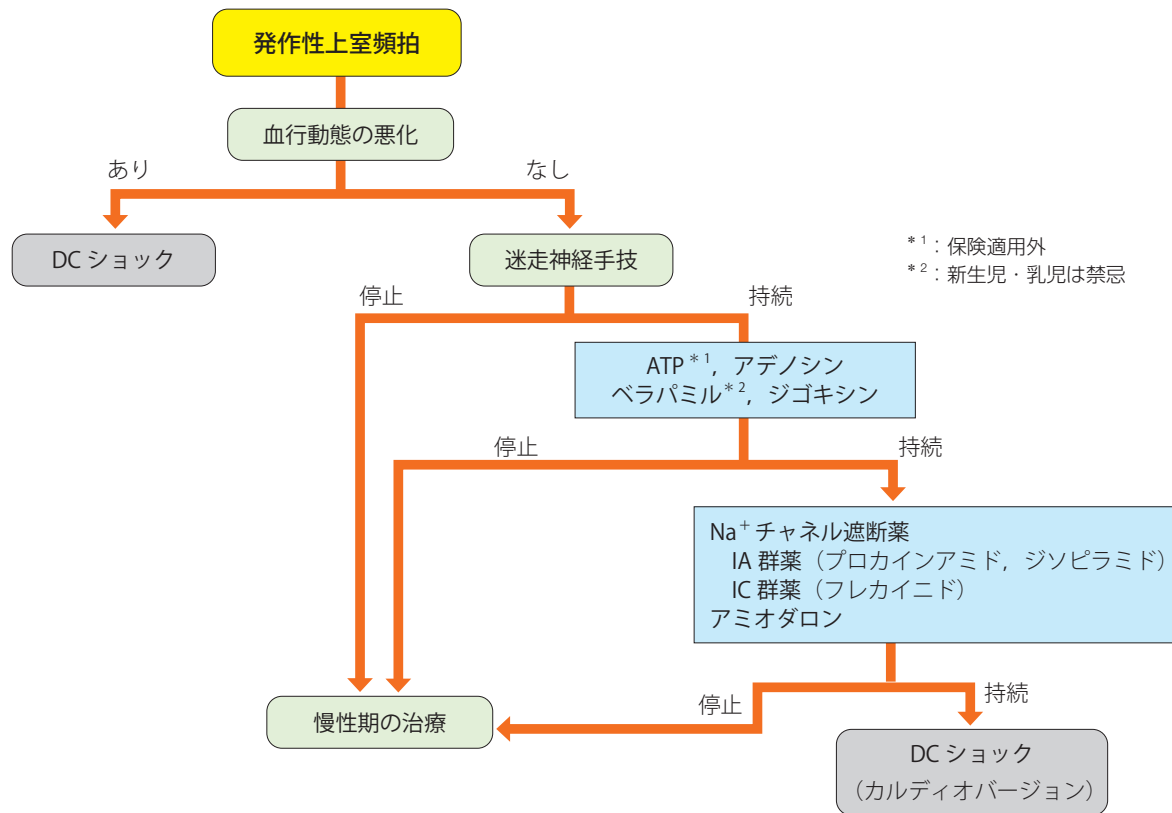 発作性上室頻拍
血行動態の悪化
あり
なし
DC ショック
迷走神経手技
＊1：保険適用外
＊2：新生児・乳児は禁忌
停止
持続
ATP＊1，アデノシン
ベラパミル＊2，ジゴキシン
停止
持続
Na＋チャネル遮断薬
IA 群薬（プロカインアミド，ジソピラミド）
IC 群薬（フレカイニド）
アミオダロン
停止
持続
慢性期の治療
DC ショック
（カルディオバージョン）